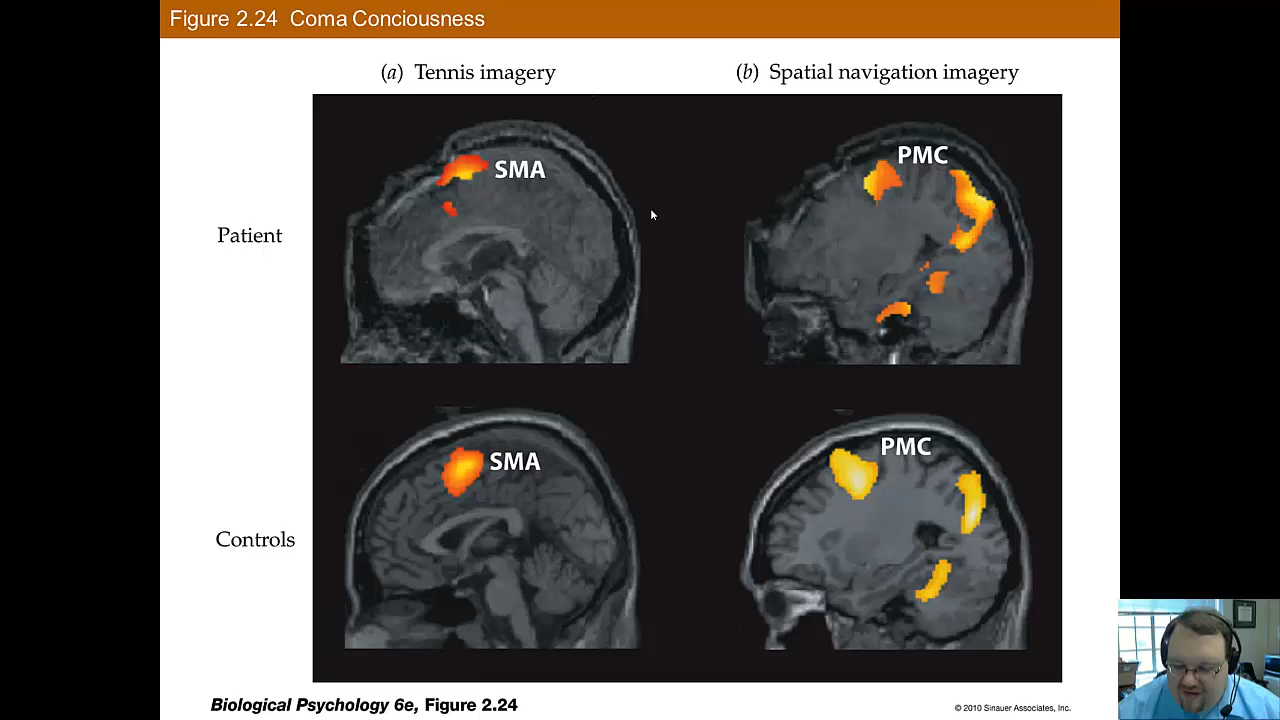 Figure 2.24 Coma Conciousness
(a) Tennis imagery
(b) Spatial navigation imagery
Patient
SMA
PMC
Controls
SMA
PMC
Biological Psychology 6e, Figure 2.24
© 2010 Sinauer Associates, Inc.